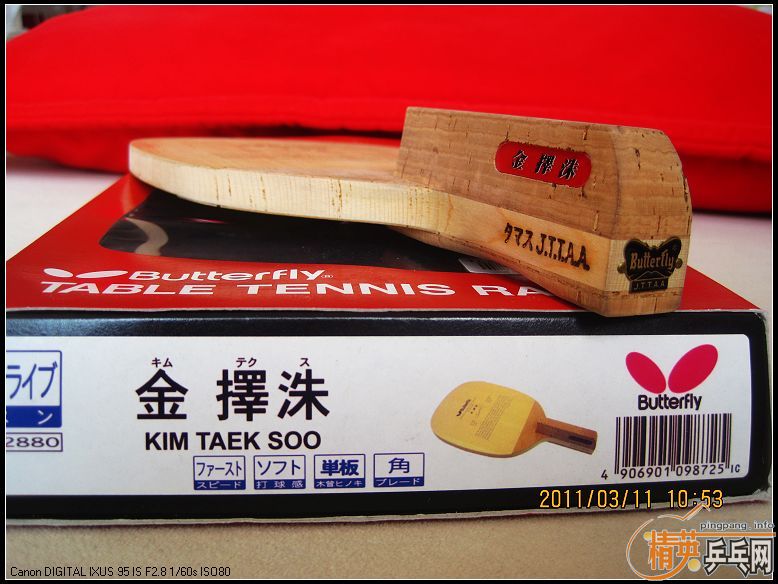 金擇洙
タマス J.T.T.A.A.
Butterfly
J.T.T.A.A
Butterfly®
TABLE TENNIS RA
ライブ
キム テク ス
金 擇 洙
KIM TAEK SOO
ン
2880
ファースト
スピード
ソフト
打球感
単板
木曽ヒノキ
角
ブレード
Butterfly
4 906901 098725 IC
2011/03/11 10:53
pingpang.info
精英乒乓网
Canon DIGITAL IXUS 95 IS F2.8 1/60s ISO80